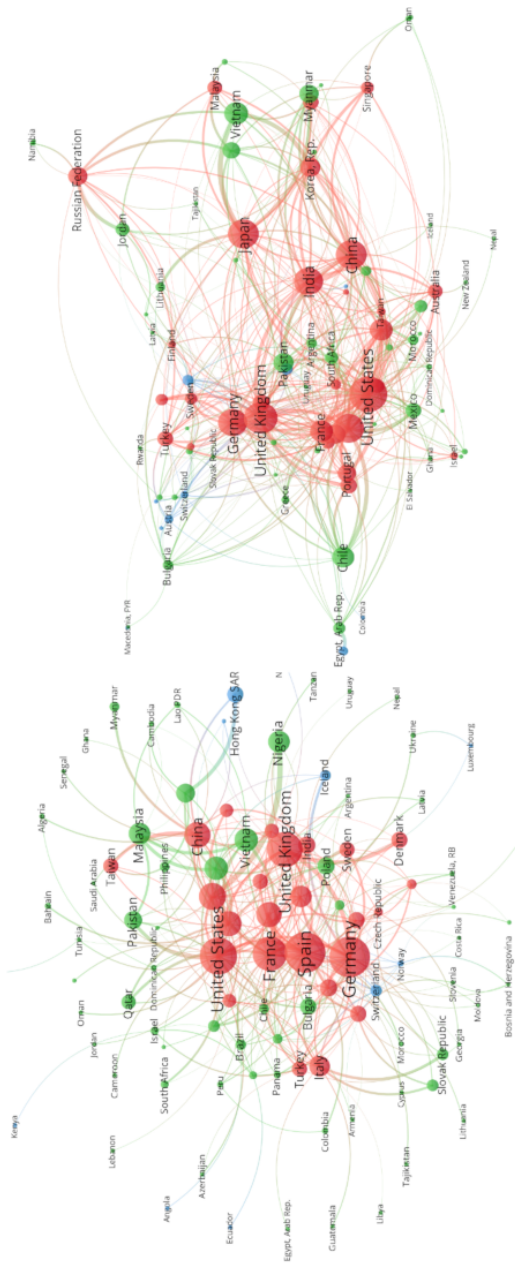 Kenya
Oman
Tunisia
Bahrain
Algeria
Senegal
Ghana
Myanmar
Jordan
Cameroon
Lebanon
Saudi Arabia
Taiwan
Cambodia
Lao PDR
Qatar
Pakistan
Malaysia
Israel
Dominican Republic
Philippines
South Africa
Azerbaijan
Angola
Peru
United States
China
Hong Kong SAR
Ecuador
Brazil
Chile
France
Vietnam
Nigeria
N
Panama
Egypt, Arab Rep.
Turkey
Bulgaria
Spain
United Kingdom
India
Iceland
Tanzan
Italy
Colombia
Guatemala
Armenia
Germany
Poland
Argentina
Uruguay
Libya
Switzerland
Czech Republic
Sweden
Cyprus
Morocco
Norway
Denmark
Nepal
Tajikistan
Slovak Republic
Georgia
Slovenia
Venezuela, RB
Latvia
Ukraine
Lithuania
Moldova
Costa Rica
Luxembourg
Bosnia and Herzegovina
Namibia
Russian Federation
Macedonia, FYR
Jordan
Rwanda
Latvia
Lithuania
Bulgaria
Austria
Turkey
Finland
Tajikistan
Switzerland
Sweden
Malaysia
Slovak Republic
Germany
Japan
Vietnam
United Kingdom
Greece
Pakistan
Uruguay
Argentina
India
Korea, Rep.
Myanmar
France
South Africa
Egypt, Arab Rep.
Chile
Portugal
China
Colombia
United States
Singapore
Taiwan
El Salvador
Mexico
Morocco
Oman
Ghana
Dominican Republic
Australia
Iceland
Israel
New Zealand
Nepal